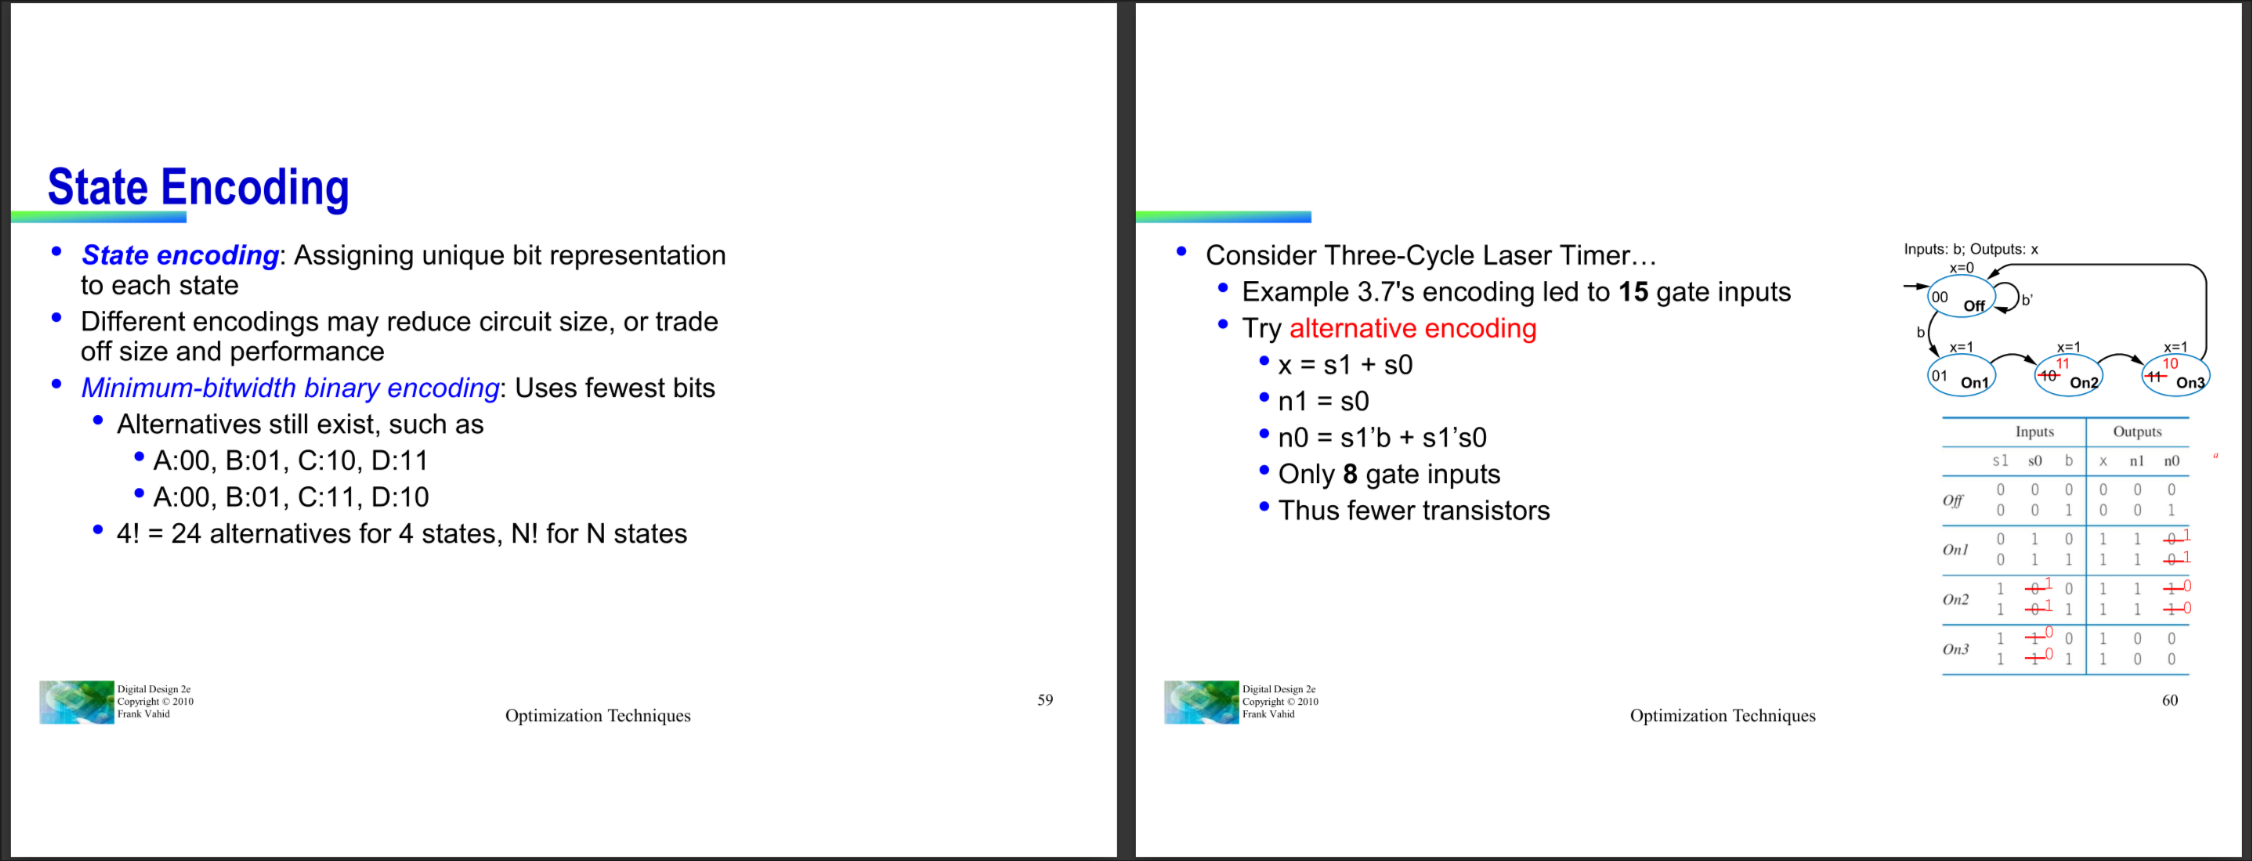 State Encoding
• State encoding: Assigning unique bit representation
to each state
• Different encodings may reduce circuit size, or trade
off size and performance
• Minimum-bitwidth binary encoding: Uses fewest bits
• Alternatives still exist, such as
• A:00, B:01, C:10, D:11
• A:00, B:01, C:11, D:10
• 4! = 24 alternatives for 4 states, N! for N states
Digital Design 2e
Copyright © 2010
Frank Vahid
Optimization Techniques
59
• Consider Three-Cycle Laser Timer…
• Example 3.7's encoding led to 15 gate inputs
• Try alternative encoding
• x = s1 + s0
• n1 = s0
• n0 = s1’b + s1’s0
• Only 8 gate inputs
• Thus fewer transistors
Inputs: b; Outputs: x
x=0
00 Off b'
b
x=1 x=1 x=1
11 10
01 On1 10 On2 11 On3
Inputs Outputs
s1 s0 b x n1 n0
a
Off
0 0 0 0 0 0
0 0 1 0 0 1
On1
0 1 0 1 1 0 1
0 1 1 1 1 0 1
On2
1 0 1 0 1 1 1 0
1 0 1 1 1 1 1 0
On3
1 1 0 0 1 0 0
1 1 0 1 1 0 0
Digital Design 2e
Copyright © 2010
Frank Vahid
Optimization Techniques
60